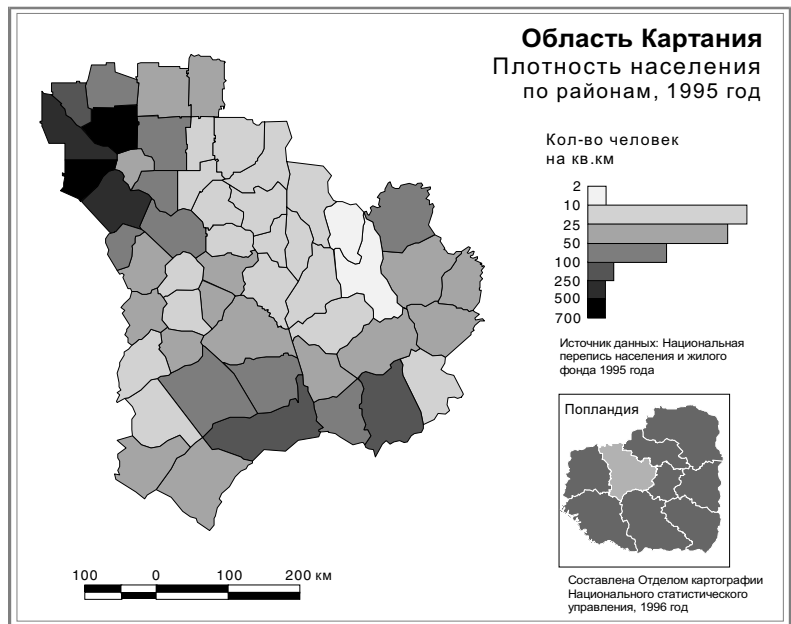 Область Картания
Плотность населения
по районам, 1995 год
Кол-во человек
на кв.км
2
10
25
50
100
250
500
700
Источник данных: Национальная
перепись населения и жилого
фонда 1995 года
Попландия
100 0 100 200 км
Составлена Отделом картографии
Национального статистического
управления, 1996 год